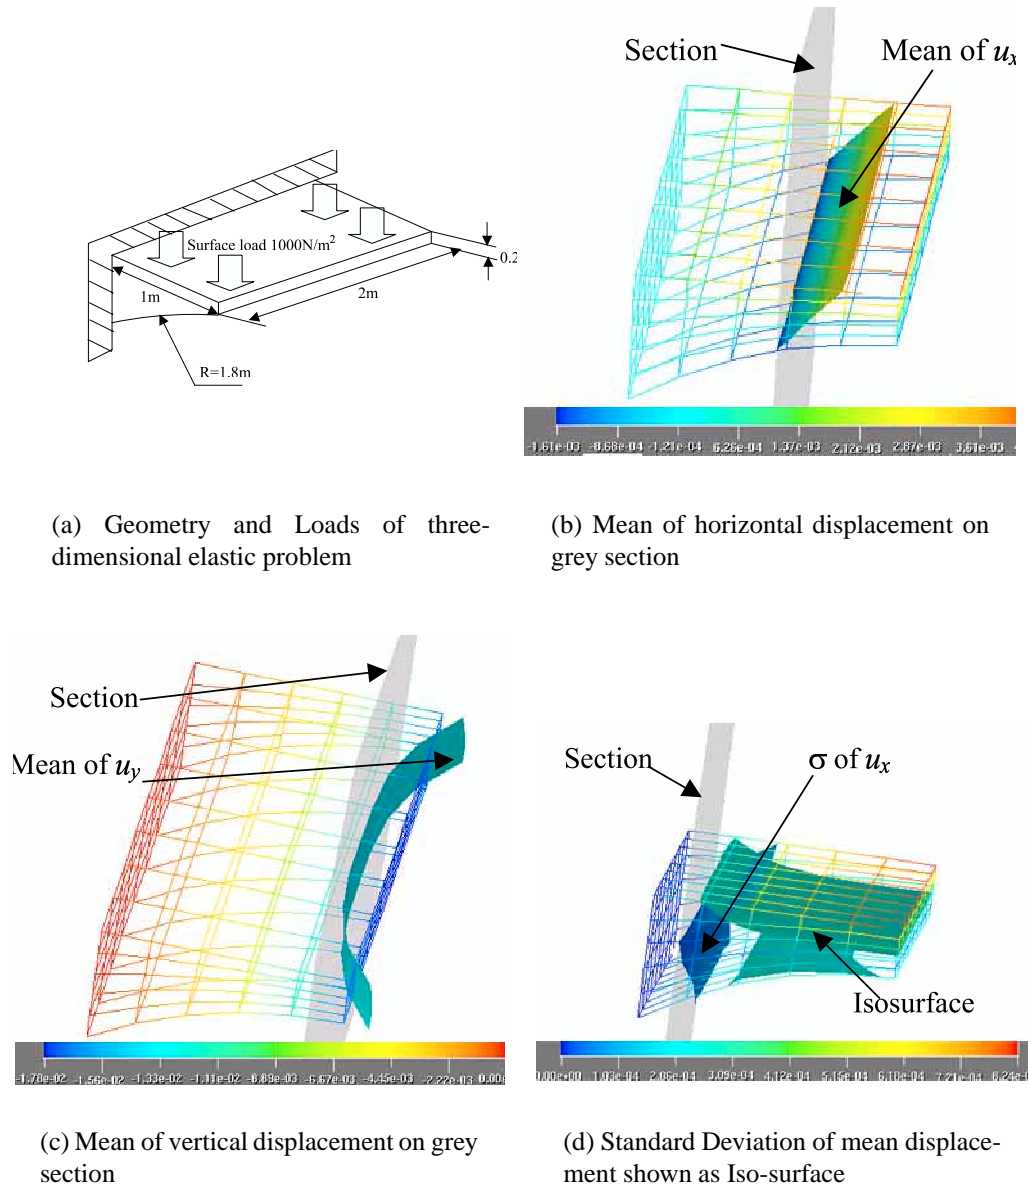 Surface load 1000N/m2
0.2
1m
2m
R=1.8m
(a) Geometry and Loads of three-
dimensional elastic problem
Section
Mean of ux
-1.61e-03 -8.68e-04 -1.21e-04 6.26e-04 1.37e-03 2.12e-03 2.87e-03 3.61e-03
(b) Mean of horizontal displacement on
grey section
Section
Mean of uy
-1.78e-02 -1.56e-02 -1.33e-02 -1.11e-02 -8.89e-03 -6.67e-03 -4.45e-03 -2.22e-03 0.00
(c) Mean of vertical displacement on grey
section
Section
σ of ux
Isosurface
0.00e+00 1.03e-04 2.06e-04 3.09e-04 4.12e-04 5.15e-04 6.18e-04 7.21e-04 8.24e-
(d) Standard Deviation of mean displace-
ment shown as Iso-surface